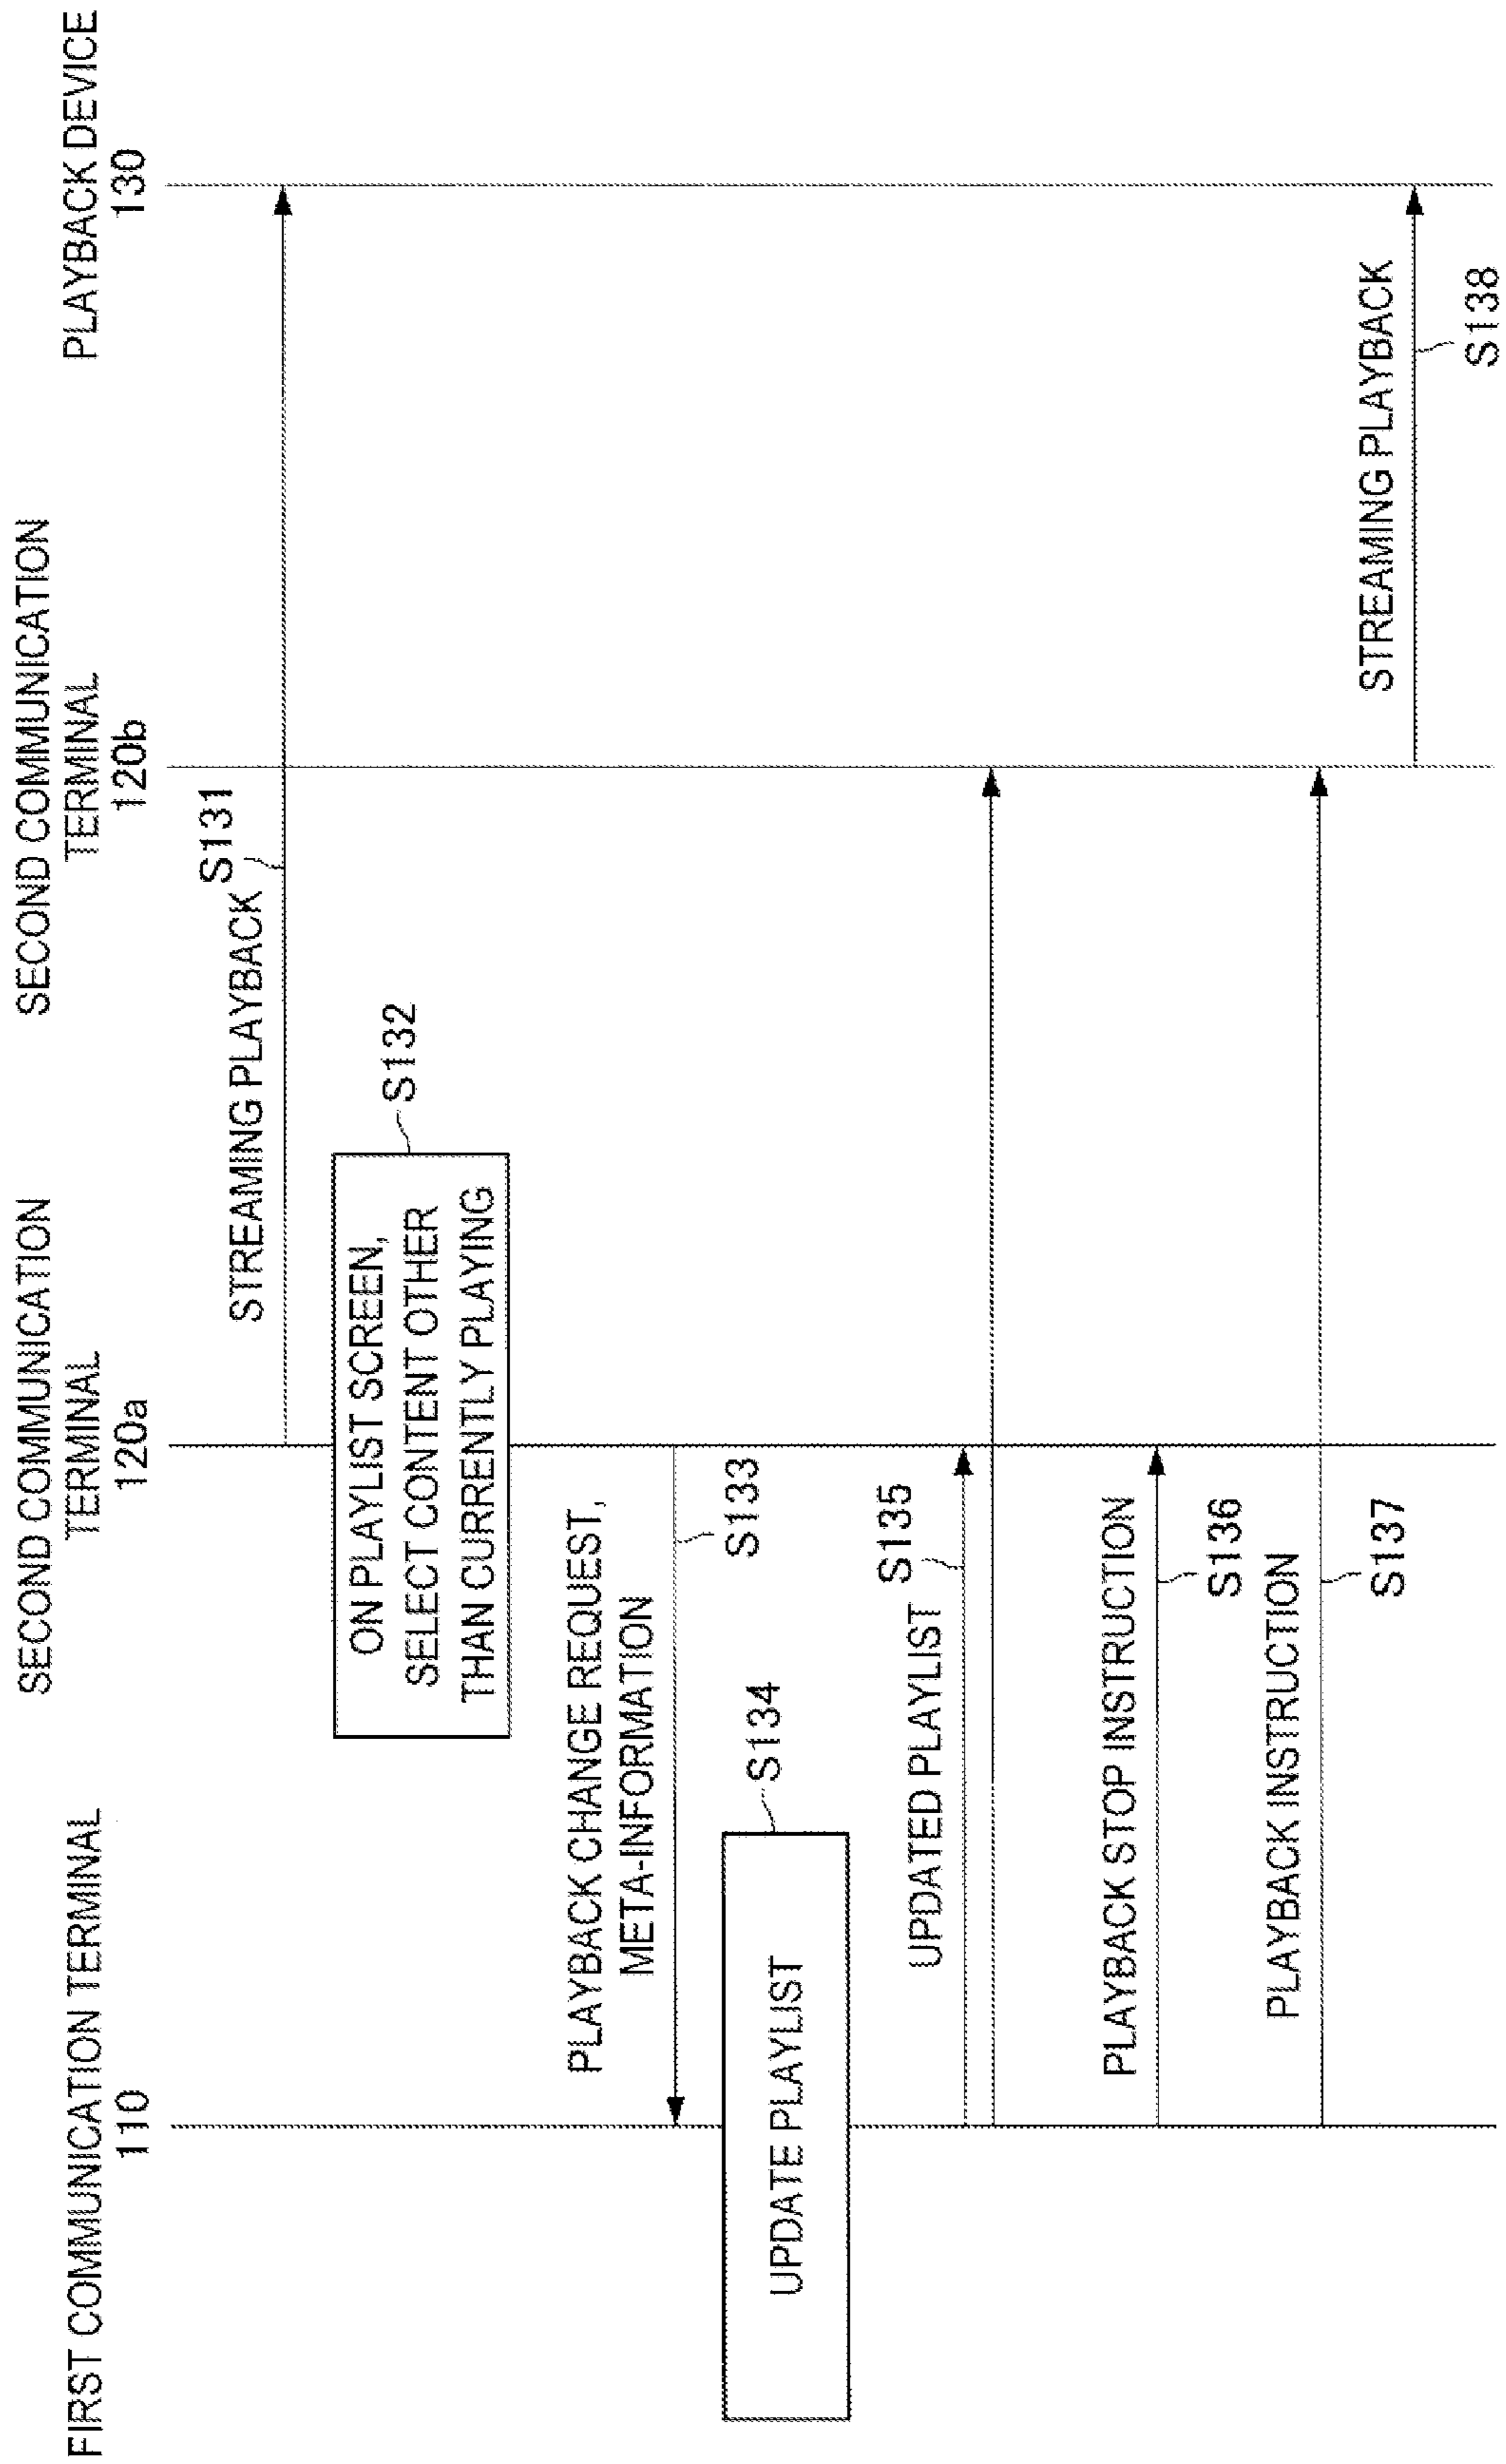 FIRST COMMUNICATION TERMINAL
110
SECOND COMMUNICATION
TERMINAL
120a
SECOND COMMUNICATION
TERMINAL
120b
PLAYBACK DEVICE
130
STREAMING PLAYBACK
S131
ON PLAYLIST SCREEN,
SELECT CONTENT OTHER
THAN CURRENTLY PLAYING
S132
PLAYBACK CHANGE REQUEST,
META-INFORMATION
S133
UPDATE PLAYLIST
S134
UPDATED PLAYLIST
S135
PLAYBACK STOP INSTRUCTION
S136
PLAYBACK INSTRUCTION
S137
STREAMING PLAYBACK
S138